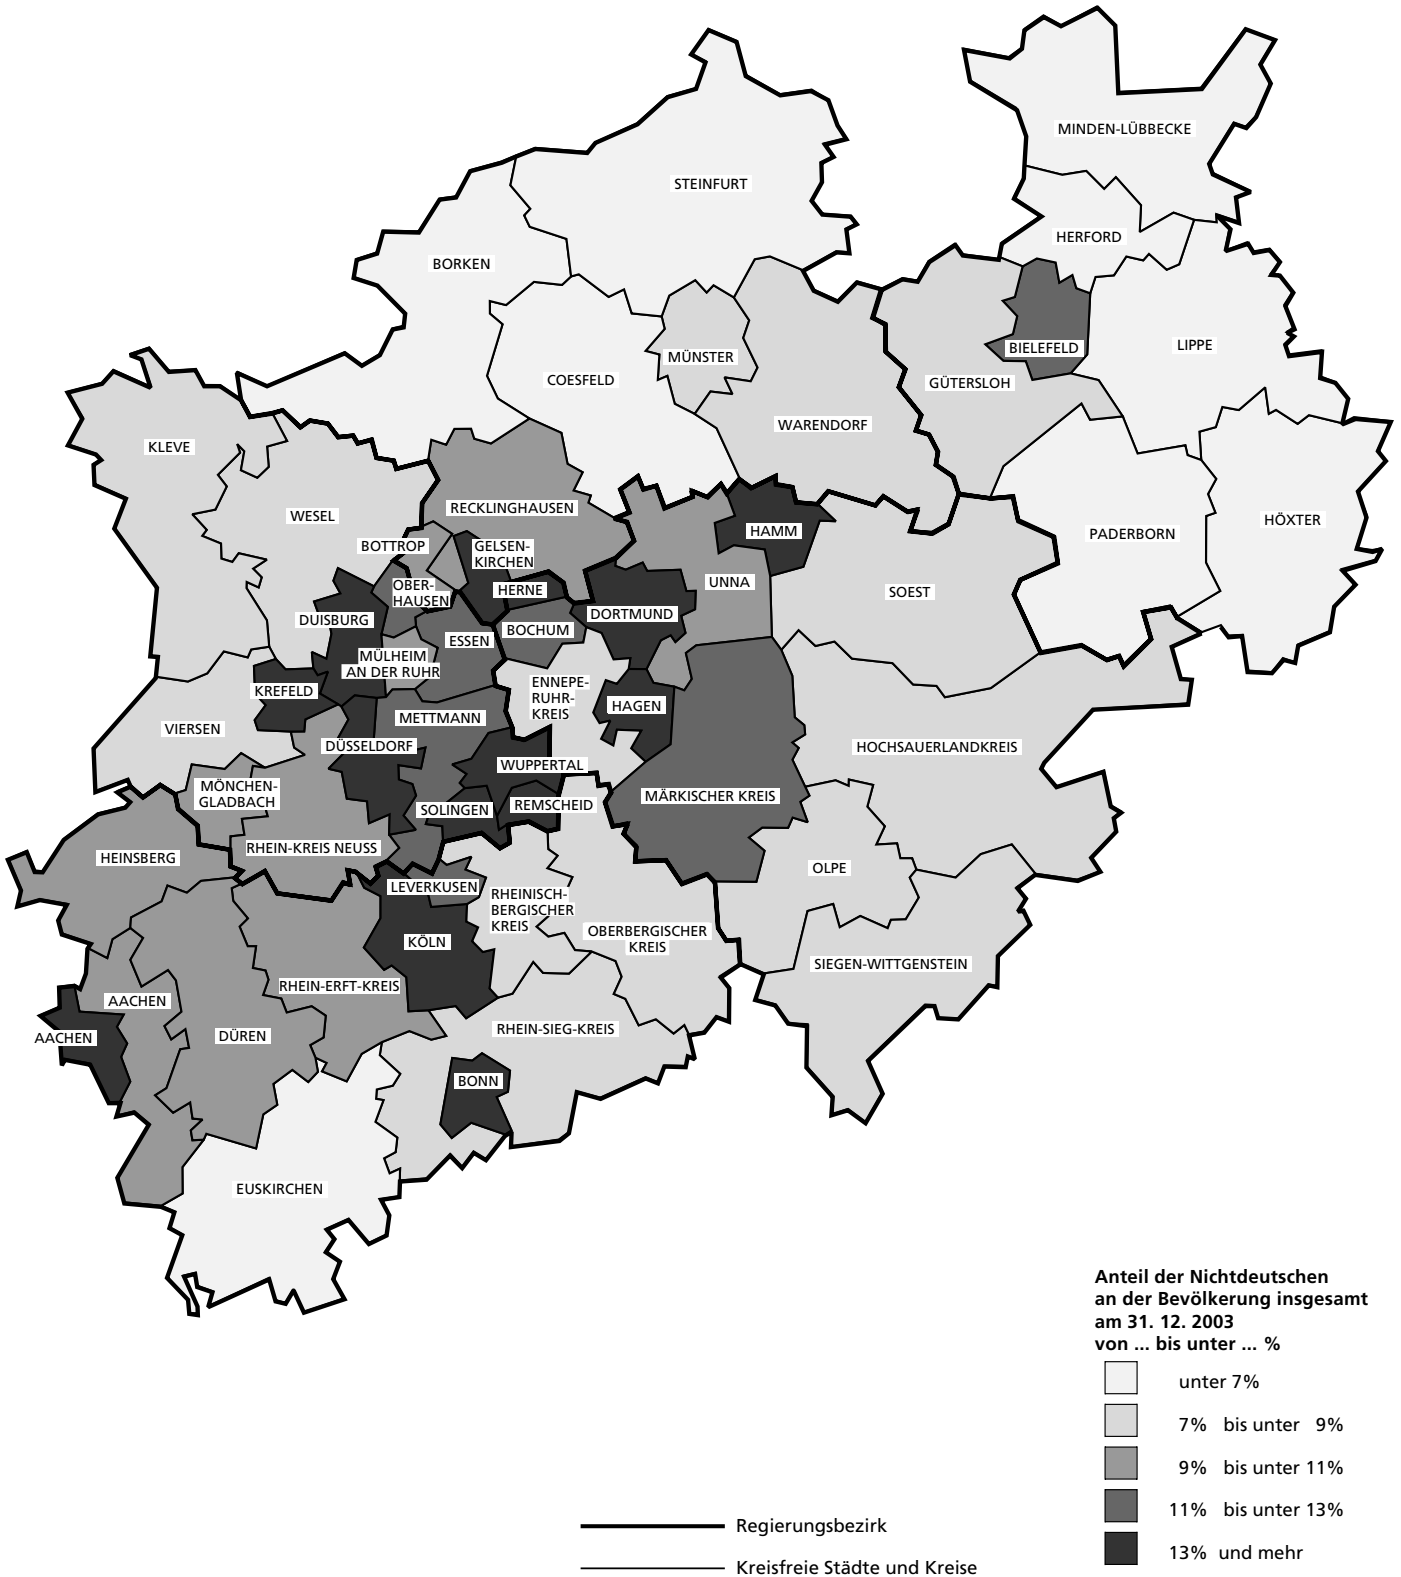 MINDEN-LÜBBECKE
STEINFURT
HERFORD
BORKEN
LIPPE
BIELEFELD
MÜNSTER
COESFELD
GÜTERSLOH
WARENDORF
KLEVE
RECKLINGHAUSEN
WESEL
HÖXTER
HAMM
PADERBORN
BOTTROP
GELSEN-
KIRCHEN
UNNA
OBER-
HAUSEN
HERNE
SOEST
DORTMUND
DUISBURG
BOCHUM
ESSEN
MÜLHEIM
AN DER RUHR
ENNEPE-
RUHR-
KREIS
KREFELD
HAGEN
METTMANN
VIERSEN
DÜSSELDORF
HOCHSAUERLANDKREIS
WUPPERTAL
MÖNCHEN-
GLADBACH
MÄRKISCHER KREIS
SOLINGEN
REMSCHEID
RHEIN-KREIS NEUSS
HEINSBERG
OLPE
LEVERKUSEN
RHEINISCH-
BERGISCHER
KREIS
OBERBERGISCHER
KREIS
KÖLN
SIEGEN-WITTGENSTEIN
RHEIN-ERFT-KREIS
AACHEN
RHEIN-SIEG-KREIS
AACHEN
DÜREN
BONN
EUSKIRCHEN
Anteil der Nichtdeutschen
an der Bevölkerung insgesamt
am 31. 12. 2003
von ... bis unter ... %
unter 7%
7% bis unter 9%
9% bis unter 11%
11% bis unter 13%
13% und mehr
Regierungsbezirk
Kreisfreie Städte und Kreise